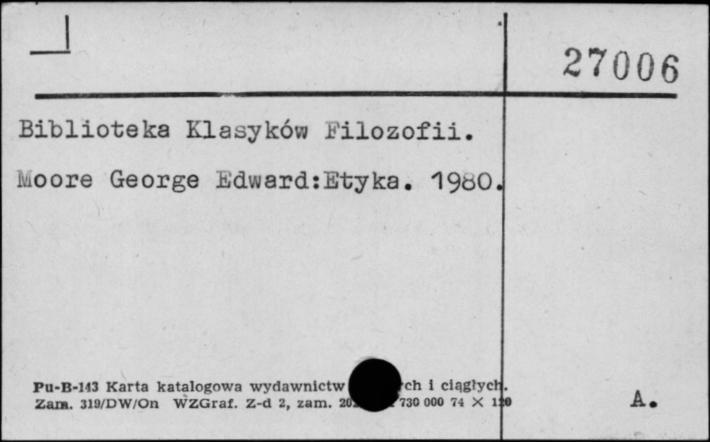 27006
Biblioteka Klasyków Filozofii.
Moore George Edward:Etyka. 1980.
Pu-B-143 Karta katalogowa wydawnictw ch i ciągłych.
Zam. 319/DW/On WZGraf. Z-d 2, zam. 730 000 74 X
A.